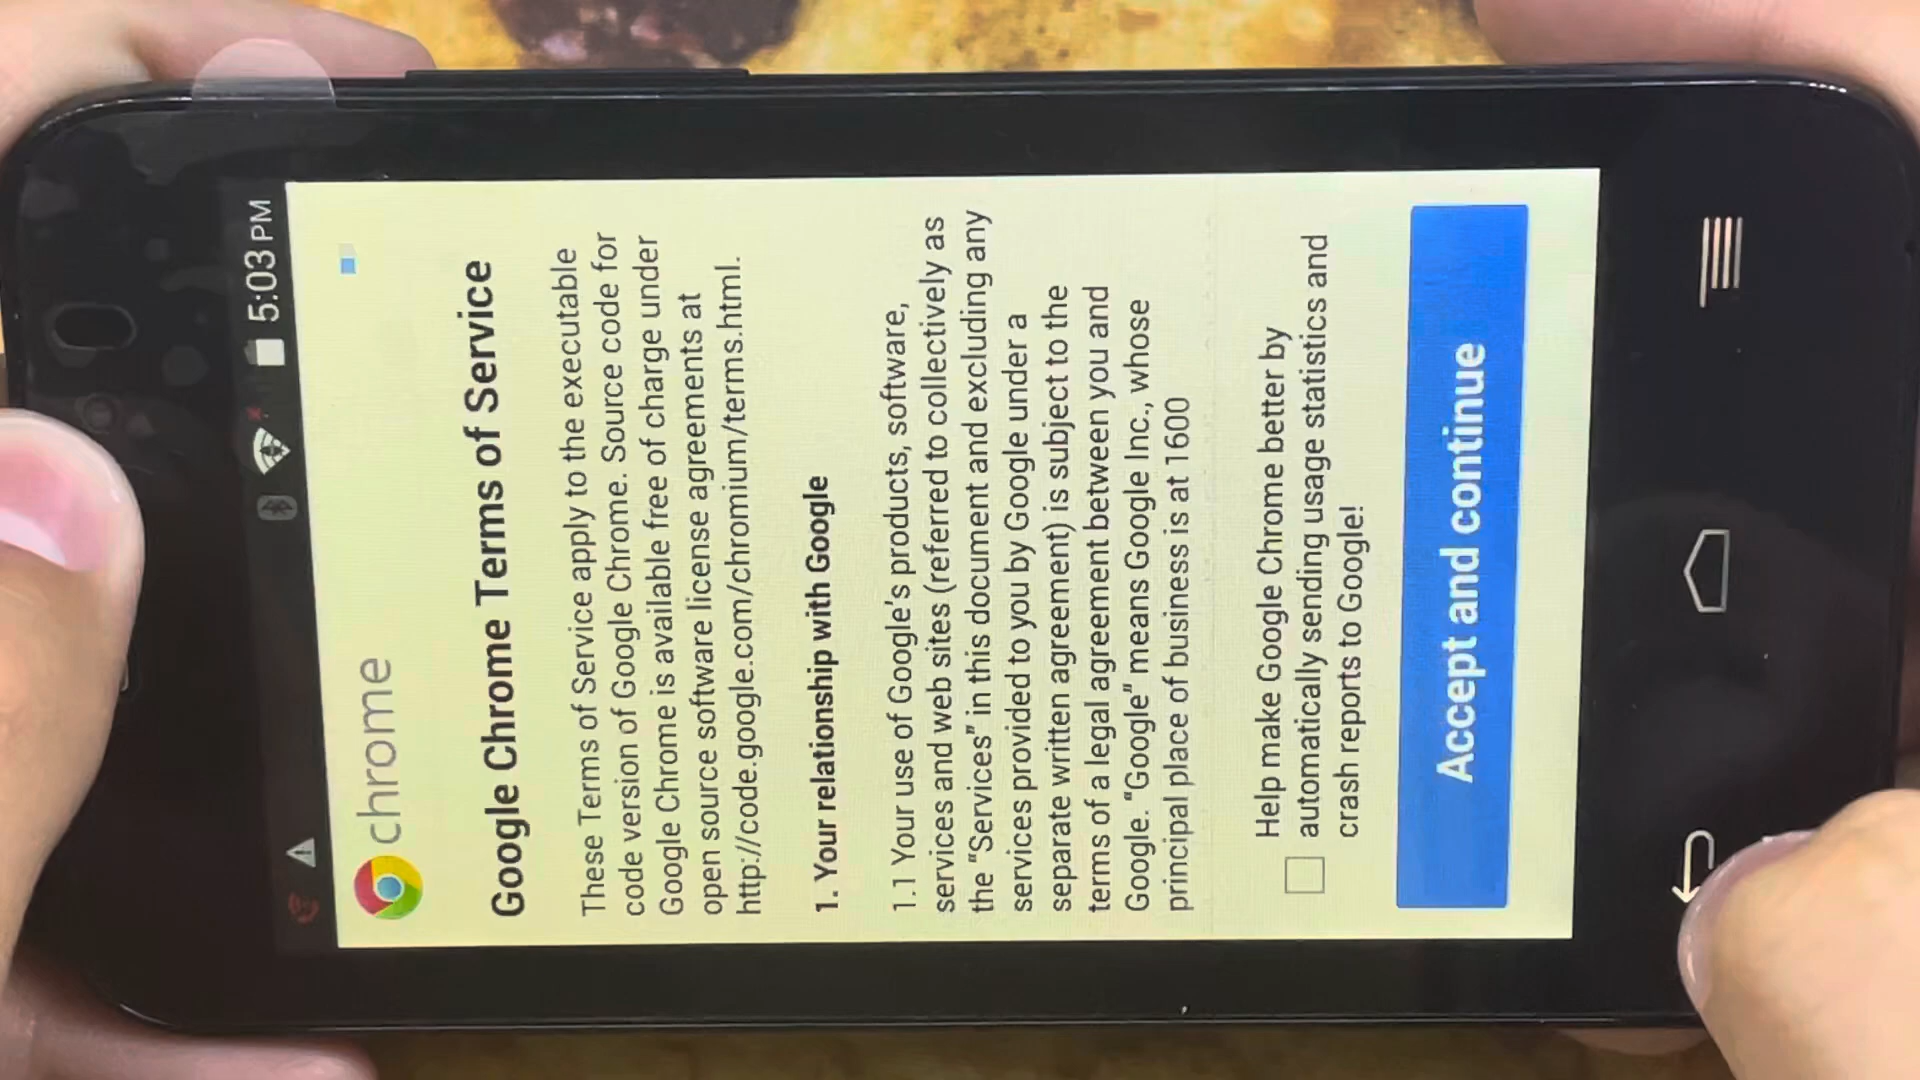 5:03 PM
chrome
Google Chrome Terms of Service
These Terms of Service apply to the executable
code version of Google Chrome. Source code for
Google Chrome is available free of charge under
open source software license agreements at
http://code.google.com/chromium/terms.html.
1. Your relationship with Google
1.1 Your use of Google's products, software,
services and web sites (referred to collectively as
the “Services” in this document and excluding any
services provided to you by Google under a
separate written agreement) is subject to the
terms of a legal agreement between you and
Google. “Google” means Google Inc., whose
principal place of business is at 1600
Help make Google Chrome better by
automatically sending usage statistics and
crash reports to Google!
Accept and continue